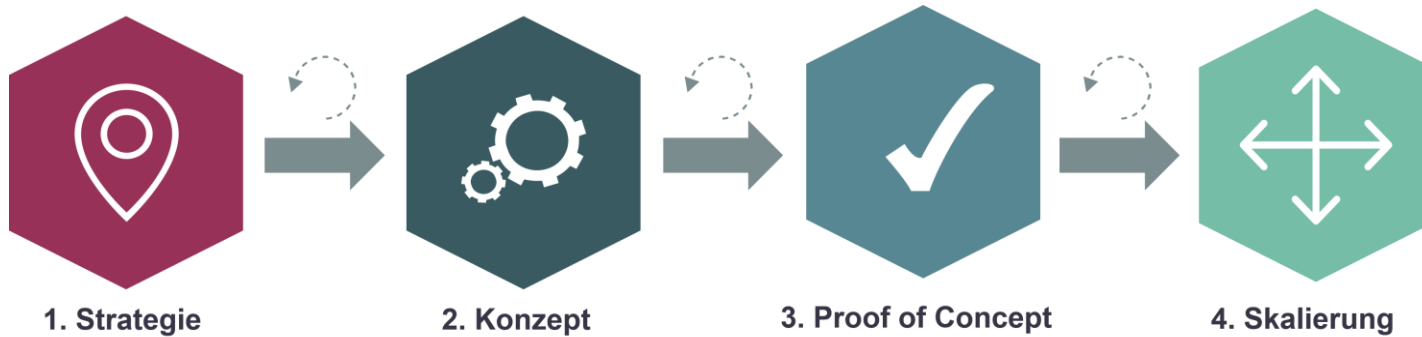 1. Strategie
2. Konzept
3. Proof of Concept
4. Skalierung